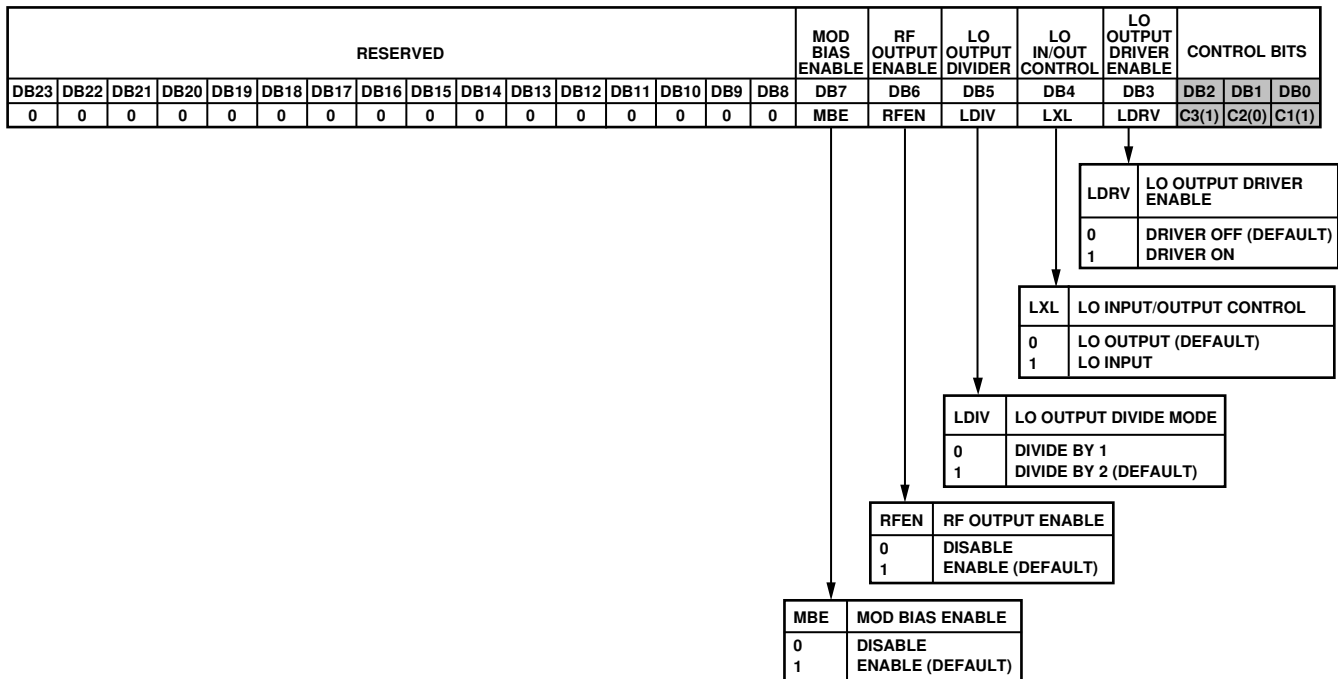 RESERVED
MOD
BIAS
ENABLE
RF
OUTPUT
ENABLE
LO
OUTPUT
DIVIDER
LO
IN/OUT
CONTROL
LO
OUTPUT
DRIVER
ENABLE
CONTROL BITS
DB23 DB22 DB21 DB20 DB19 DB18 DB17 DB16 DB15 DB14 DB13 DB12 DB11 DB10 DB9 DB8 DB7 DB6 DB5 DB4 DB3 DB2 DB1 DB0
0 0 0 0 0 0 0 0 0 0 0 0 0 0 0 0 MBE RFEN LDIV LXL LDRV C3(1) C2(0) C1(1)
LDRV LO OUTPUT DRIVER
ENABLE
0 DRIVER OFF (DEFAULT)
1 DRIVER ON
LXL LO INPUT/OUTPUT CONTROL
0 LO OUTPUT (DEFAULT)
1 LO INPUT
LDIV LO OUTPUT DIVIDE MODE
0 DIVIDE BY 1
1 DIVIDE BY 2 (DEFAULT)
RFEN RF OUTPUT ENABLE
0 DISABLE
1 ENABLE (DEFAULT)
MBE MOD BIAS ENABLE
0 DISABLE
1 ENABLE (DEFAULT)